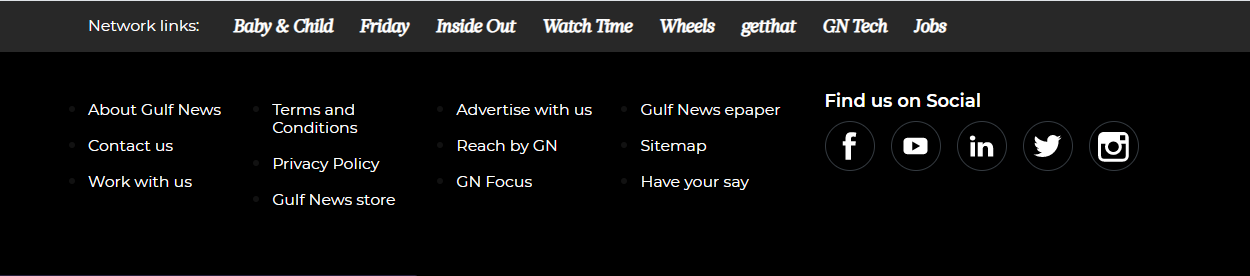 Network links: Baby & Child Friday Inside Out Watch Time Wheels getthat GN Tech Jobs
About Gulf News
Contact us
Work with us
Terms and
Conditions
Privacy Policy
Gulf News store
Advertise with us
Reach by GN
GN Focus
Gulf News epaper
Sitemap
Have your say
Find us on Social